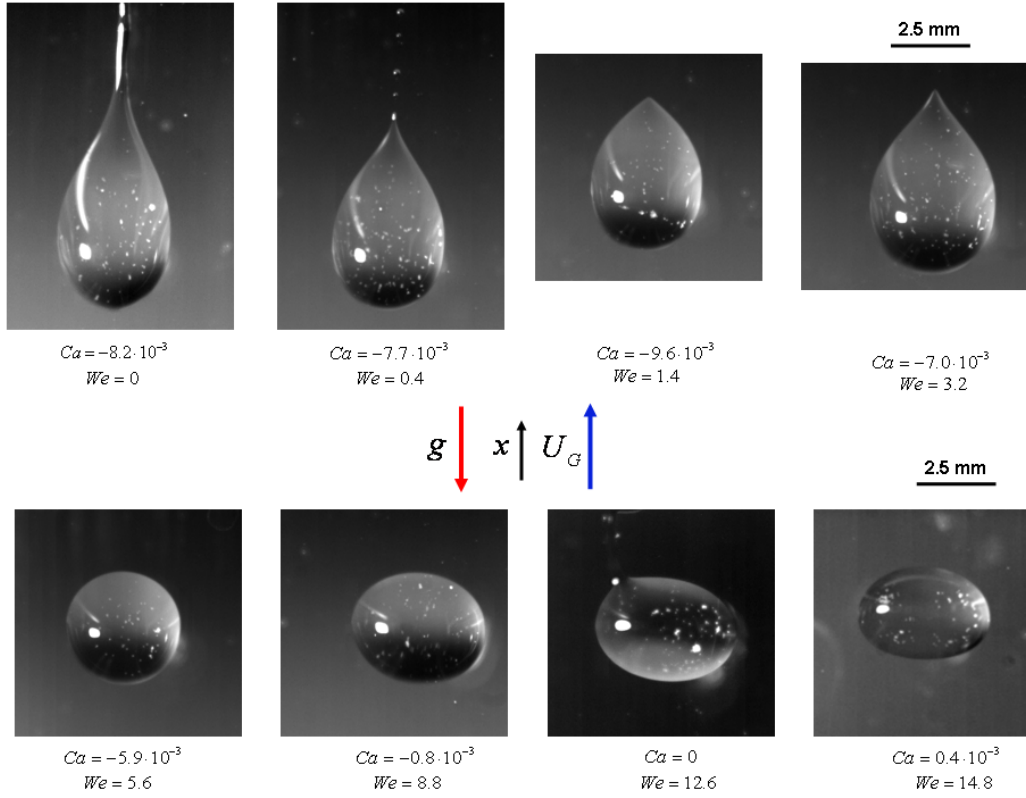 2.5 mm
Ca = −8.2·10⁻³
We = 0
Ca = −7.7·10⁻³
We = 0.4
Ca = −9.6·10⁻³
We = 1.4
Ca = −7.0·10⁻³
We = 3.2
g x U_G
2.5 mm
Ca = −5.9·10⁻³
We = 5.6
Ca = −0.8·10⁻³
We = 8.8
Ca = 0
We = 12.6
Ca = 0.4·10⁻³
We = 14.8